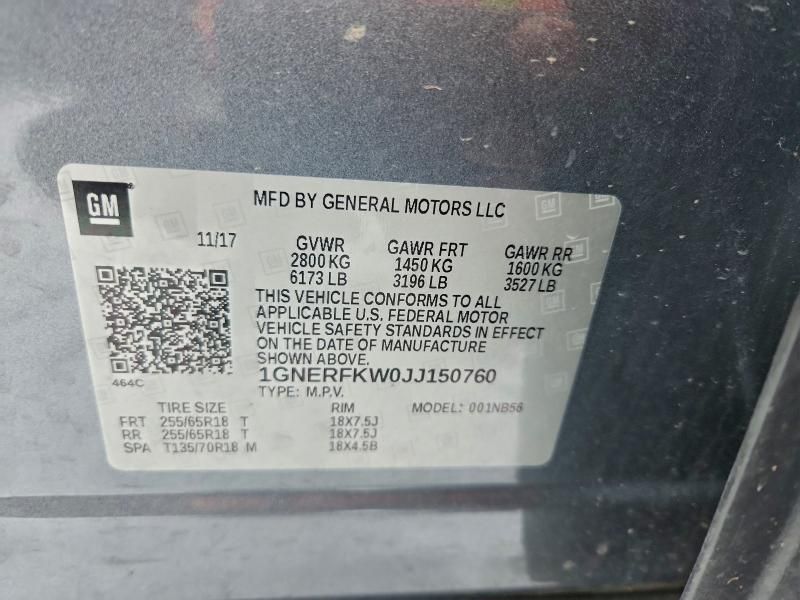 GM
MFD BY GENERAL MOTORS LLC
11/17 GVWR GAWR FRT GAWR RR
2800 KG 1450 KG 1600 KG
6173 LB 3196 LB 3527 LB
THIS VEHICLE CONFORMS TO ALL
APPLICABLE U.S. FEDERAL MOTOR
VEHICLE SAFETY STANDARDS IN EFFECT
ON THE DATE OF MANUFACTURE
SHOWN ABOVE.
464C
1GNERFKW0JJ150760
TYPE: M.P.V.
TIRE SIZE RIM MODEL: 001NB56
FRT 255/65R18 T 18X7.5J
RR 255/65R18 T 18X7.5J
SPA T135/70R18 M 18X4.5B